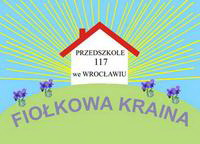 PRZEDSZKOLE
117
we WROCŁAWIU
FIOŁKOWA KRAINA